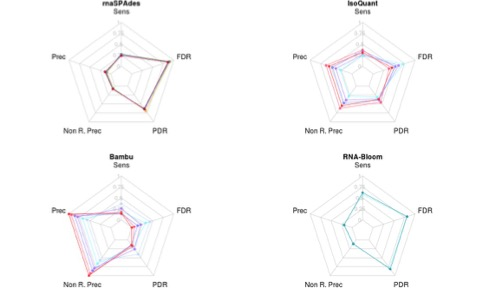 rnaSPAdes
Sens
FDR
PDR
Non R. Prec
Prec
IsoQuant
Sens
FDR
PDR
Non R. Prec
Prec
Bambu
Sens
FDR
PDR
Non R. Prec
Prec
RNA-Bloom
Sens
FDR
PDR
Non R. Prec
Prec